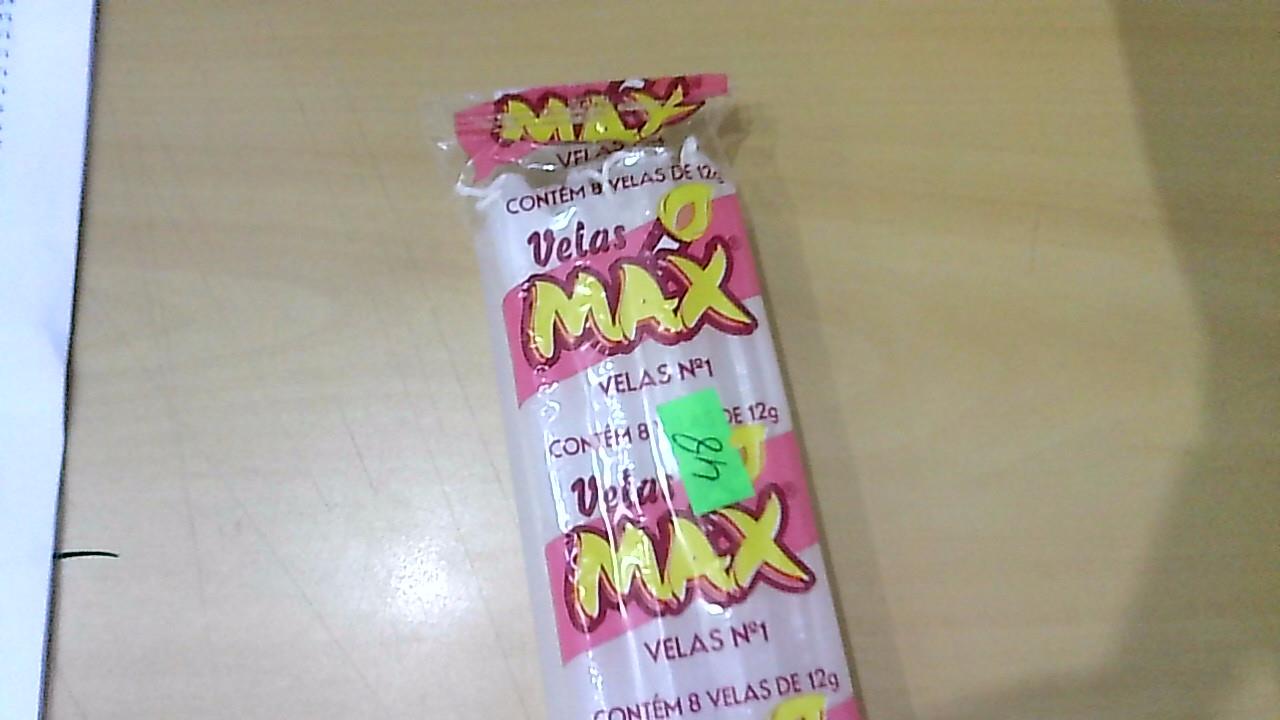 MAX
VELAS
CONTÉM 8 VELAS DE 12g
Velas
MAX®
VELAS Nº1
CONTÉM 8 DE 12g
48
Velas
MAX
VELAS Nº1
CONTÉM 8 VELAS DE 12g